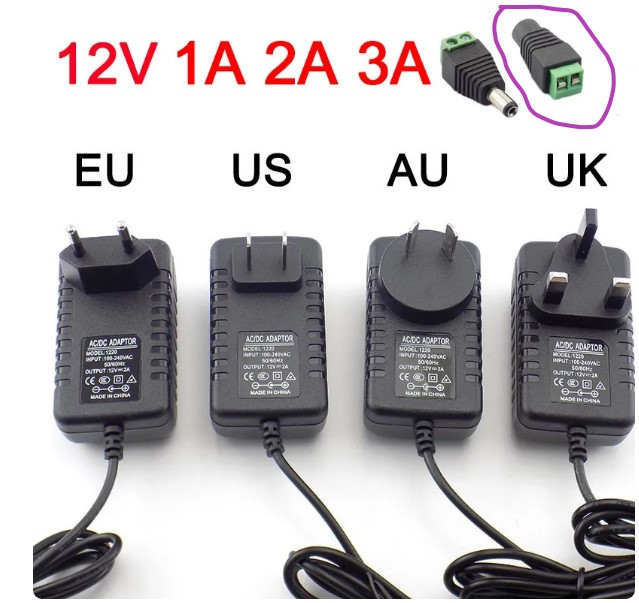 12V 1A 2A 3A
EU US AU UK
AC/DC ADAPTOR
MODEL:1220
INPUT:100-240VAC
50/60Hz
OUTPUT:12V⎓2A
MADE IN CHINA
AC/DC ADAPTOR
MODEL:1220
INPUT:100-240VAC
50/60Hz
OUTPUT:12V⎓2A
MADE IN CHINA
AC/DC ADAPTOR
MODEL:1220
INPUT:100-240VAC
50/60Hz
OUTPUT:12V⎓2A
MADE IN CHINA
AC/DC ADAPTOR
MODEL:1220
INPUT:100-240VAC
50/60Hz
OUTPUT:12V⎓2A
MADE IN CHINA